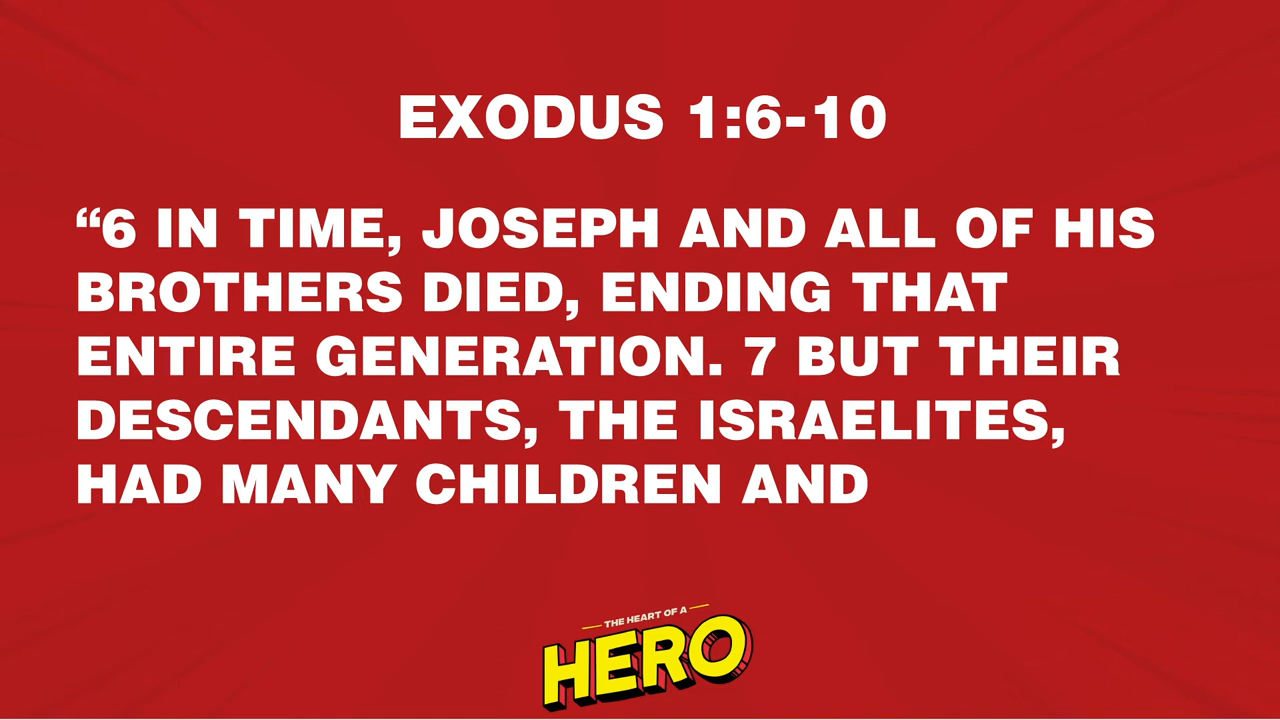 EXODUS 1:6-10
“6 IN TIME, JOSEPH AND ALL OF HIS
BROTHERS DIED, ENDING THAT
ENTIRE GENERATION. 7 BUT THEIR
DESCENDANTS, THE ISRAELITES,
HAD MANY CHILDREN AND
THE HEART OF A
HERO